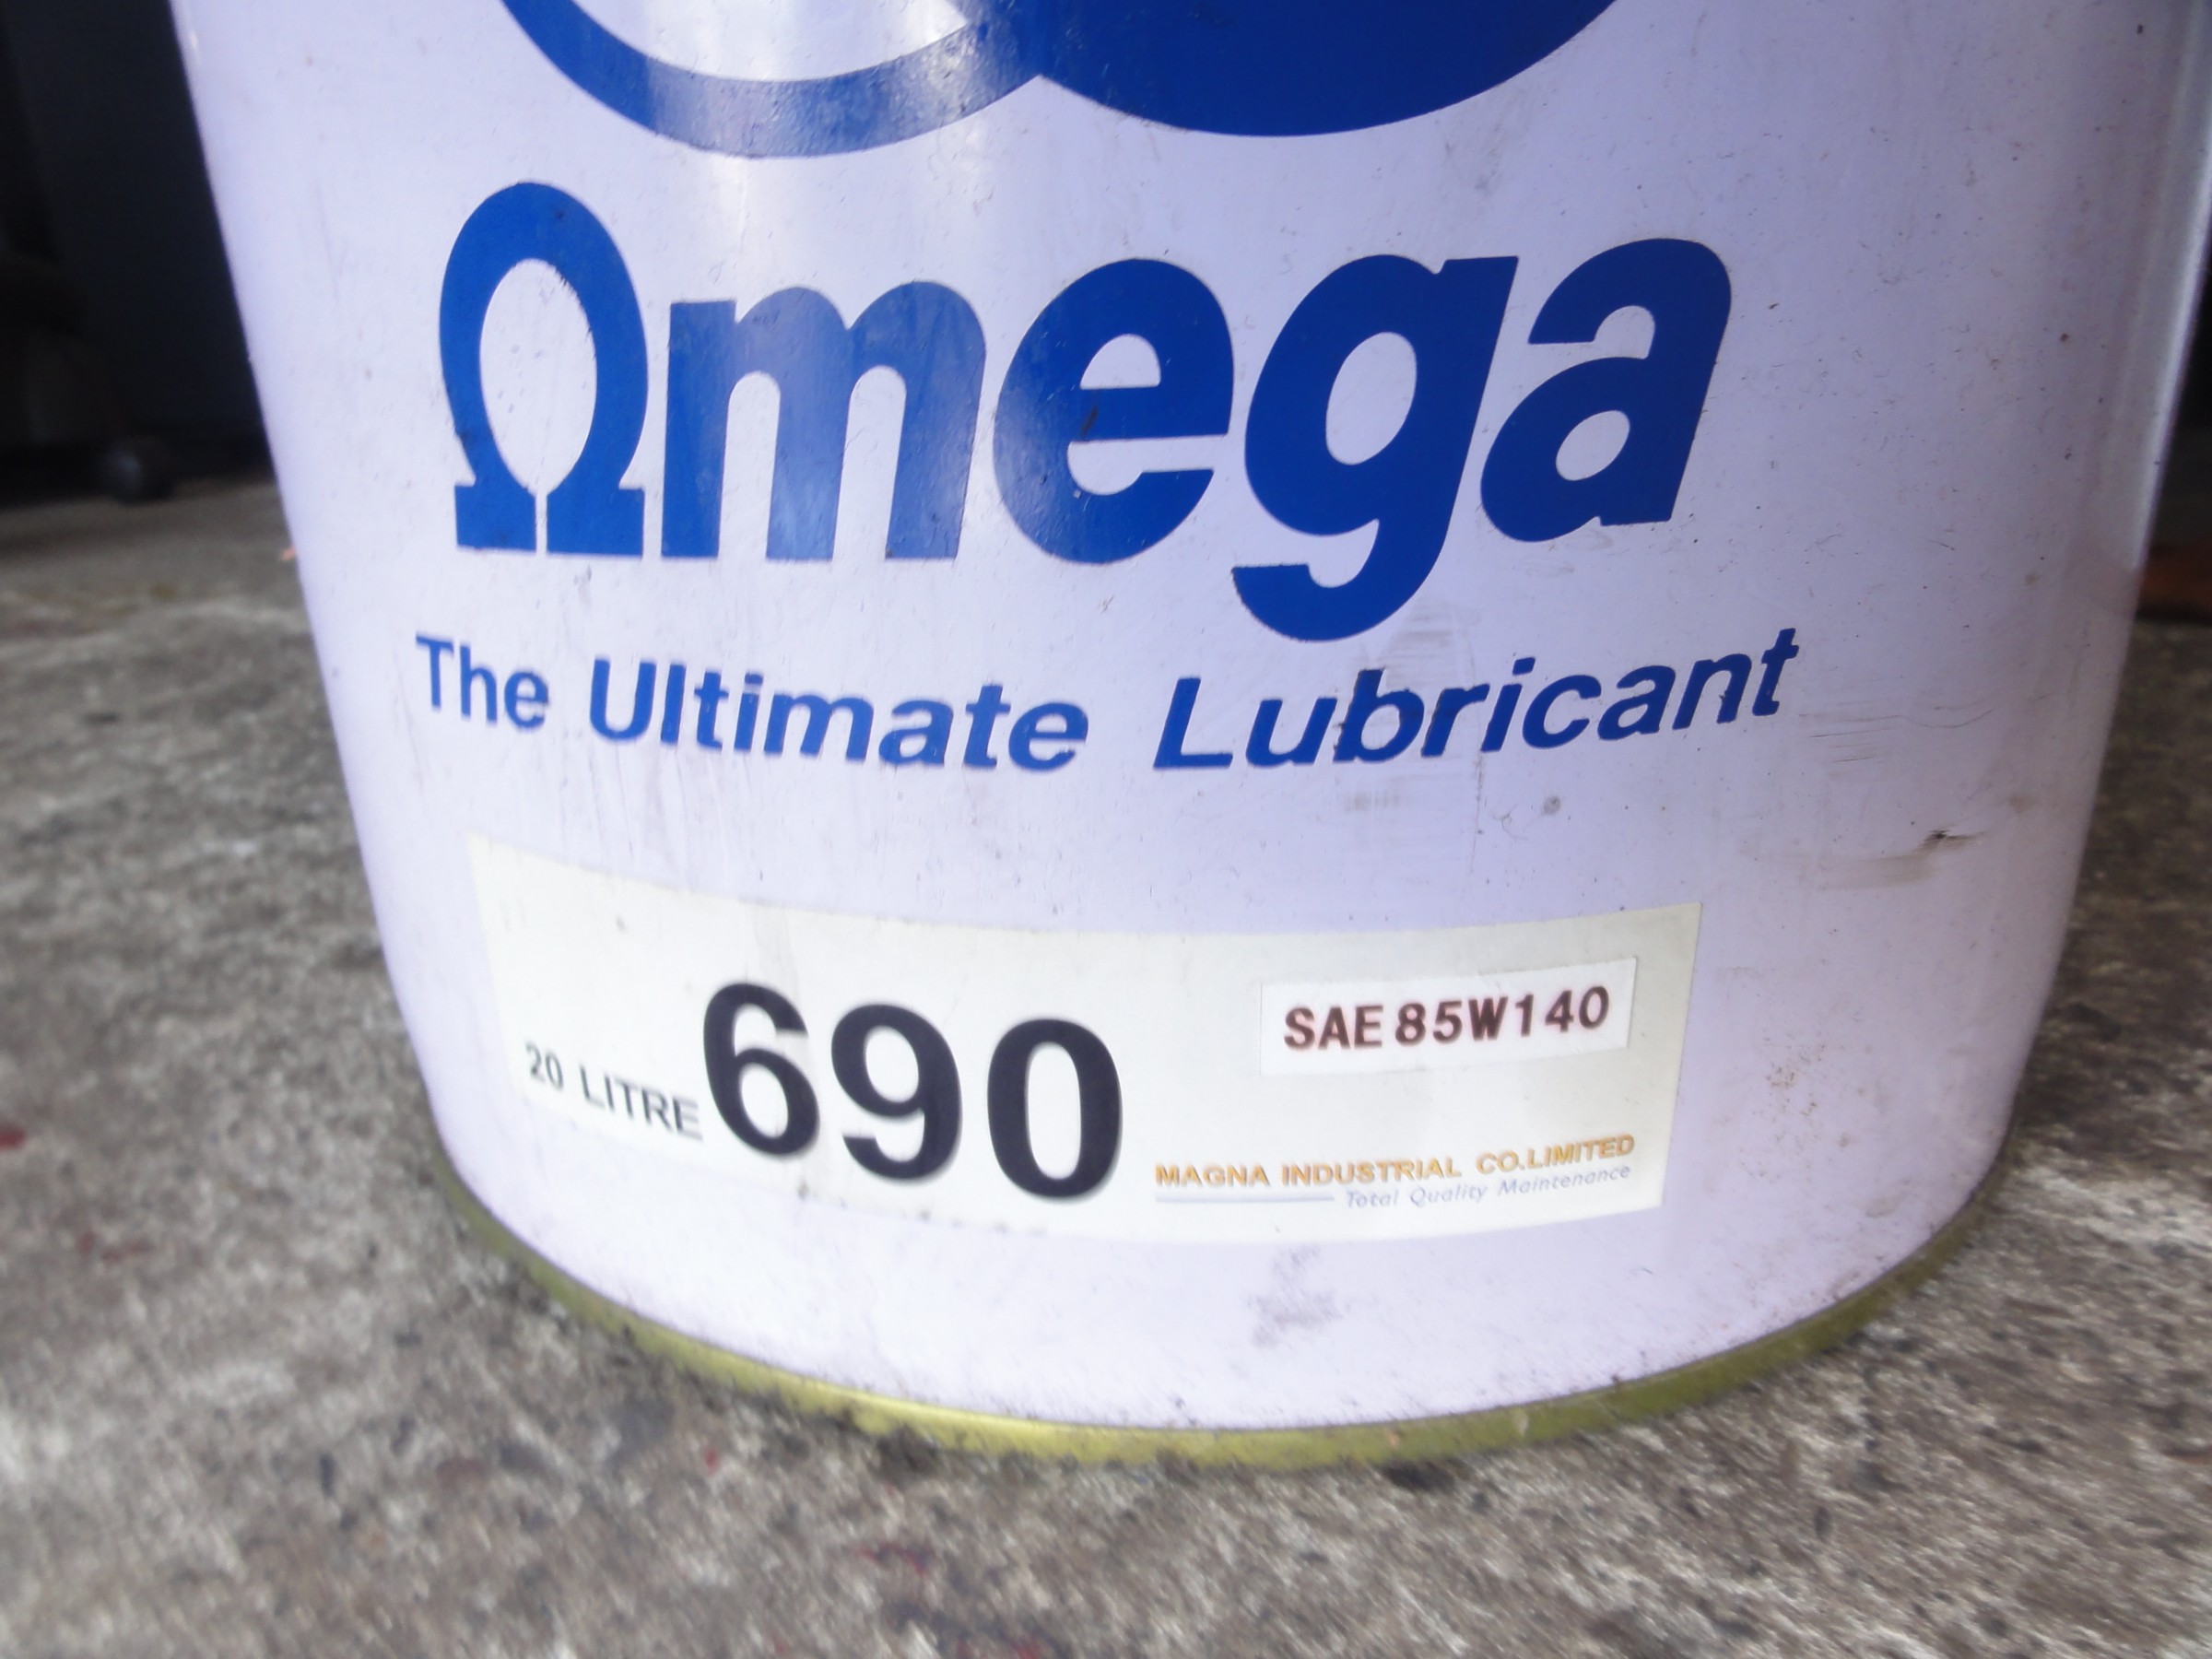 Ωmega
The Ultimate Lubricant
20 LITRE 690
SAE 85W140
MAGNA INDUSTRIAL CO.LIMITED
Total Quality Maintenance